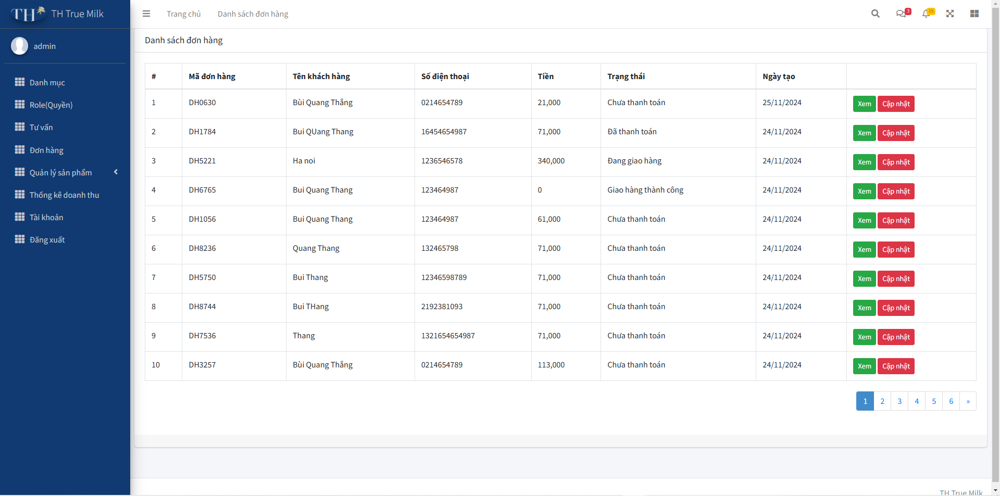 TH TH True Milk
Trang chủ Danh sách đơn hàng
3 15
admin
Danh mục
Role(Quyền)
Tư vấn
Đơn hàng
Quản lý sản phẩm
Thống kê doanh thu
Tài khoản
Đăng xuất
Danh sách đơn hàng
# Mã đơn hàng Tên khách hàng Số điện thoại Tiền Trạng thái Ngày tạo
1 DH0630 Bùi Quang Thắng 0214654789 21,000 Chưa thanh toán 25/11/2024 Xem Cập nhật
2 DH1784 Bui QUang Thang 16454654987 71,000 Đã thanh toán 24/11/2024 Xem Cập nhật
3 DH5221 Ha noi 1236546578 340,000 Đang giao hàng 24/11/2024 Xem Cập nhật
4 DH6765 Bui Quang Thang 123464987 0 Giao hàng thành công 24/11/2024 Xem Cập nhật
5 DH1056 Bui Quang Thang 123464987 61,000 Chưa thanh toán 24/11/2024 Xem Cập nhật
6 DH8236 Quang Thang 132465798 71,000 Chưa thanh toán 24/11/2024 Xem Cập nhật
7 DH5750 Bui Thang 12346598789 71,000 Chưa thanh toán 24/11/2024 Xem Cập nhật
8 DH8744 Bui THang 2192381093 71,000 Chưa thanh toán 24/11/2024 Xem Cập nhật
9 DH7536 Thang 1321654654987 71,000 Chưa thanh toán 24/11/2024 Xem Cập nhật
10 DH3257 Bùi Quang Thắng 0214654789 113,000 Chưa thanh toán 24/11/2024 Xem Cập nhật
1 2 3 4 5 6 »
TH True Milk